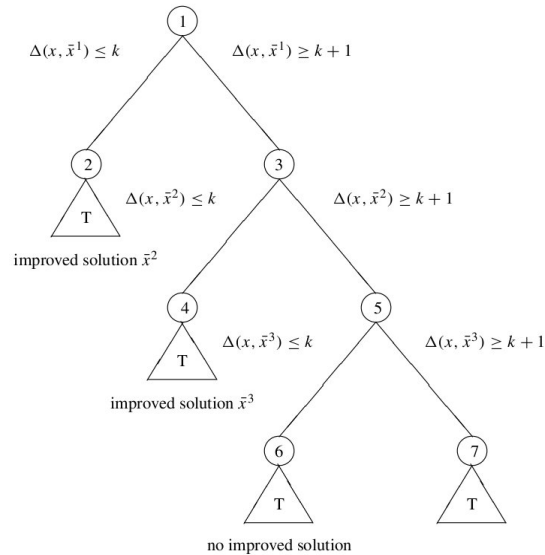 1
Δ(x, x̄¹) ≤ k
Δ(x, x̄¹) ≥ k + 1
2
3
T
Δ(x, x̄²) ≤ k
Δ(x, x̄²) ≥ k + 1
improved solution x̄²
4
5
T
Δ(x, x̄³) ≤ k
Δ(x, x̄³) ≥ k + 1
improved solution x̄³
6
7
T
T
no improved solution